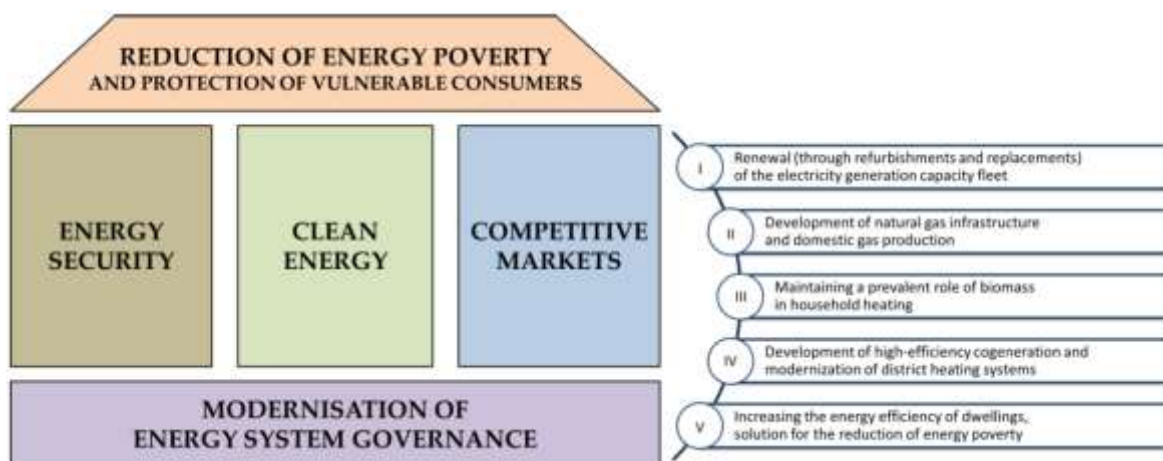 REDUCTION OF ENERGY POVERTY
AND PROTECTION OF VULNERABLE CONSUMERS
ENERGY
SECURITY
CLEAN
ENERGY
COMPETITIVE
MARKETS
MODERNISATION OF
ENERGY SYSTEM GOVERNANCE
I
Renewal (through refurbishments and replacements)
of the electricity generation capacity fleet
II
Development of natural gas infrastructure
and domestic gas production
III
Maintaining a prevalent role of biomass
in household heating
IV
Development of high-efficiency cogeneration and
modernization of district heating systems
V
Increasing the energy efficiency of dwellings,
solution for the reduction of energy poverty